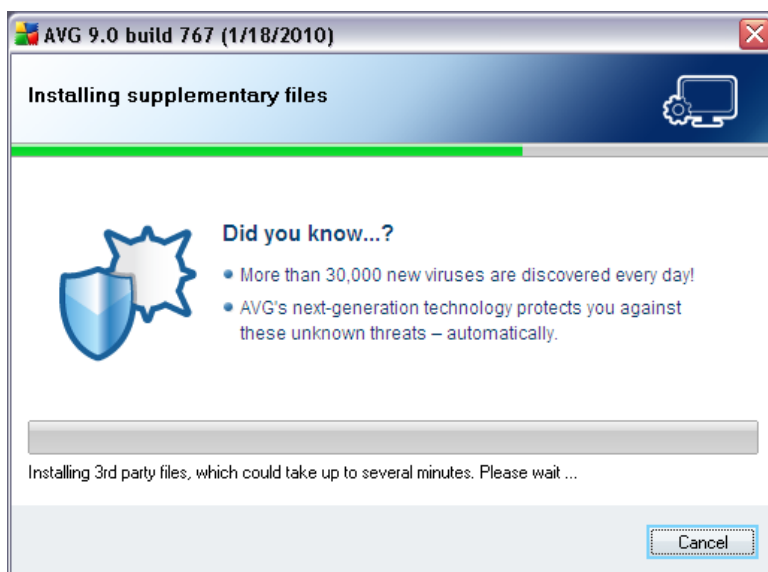 AVG 9.0 build 767 (1/18/2010)
Installing supplementary files
Did you know...?
More than 30,000 new viruses are discovered every day!
AVG's next-generation technology protects you against
these unknown threats – automatically.
Installing 3rd party files, which could take up to several minutes. Please wait ...
Cancel